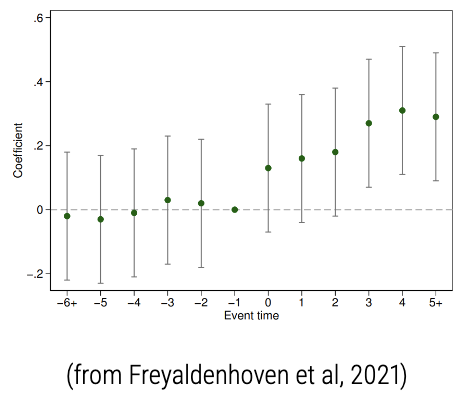 .6
.4
.2
0
-.2
Coefficient
-6+ -5 -4 -3 -2 -1 0 1 2 3 4 5+
Event time
(from Freyaldenhoven et al, 2021)